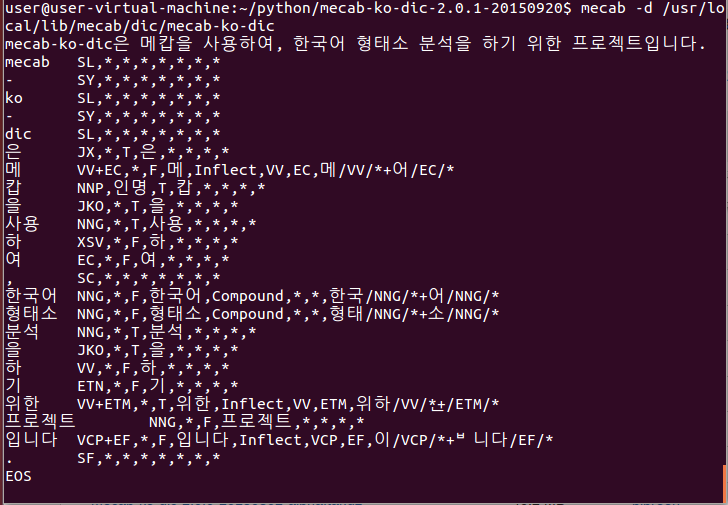 user@user-virtual-machine:~/python/mecab-ko-dic-2.0.1-20150920$ mecab -d /usr/lo
cal/lib/mecab/dic/mecab-ko-dic
mecab-ko-dic은 메캅을 사용하여, 한국어 형태소 분석을 하기 위한 프로젝트입니다.
mecab	SL,*,*,*,*,*,*,*
-	SY,*,*,*,*,*,*,*
ko	SL,*,*,*,*,*,*,*
-	SY,*,*,*,*,*,*,*
dic	SL,*,*,*,*,*,*,*
은	JX,*,T,은,*,*,*,*
메	VV+EC,*,F,메,Inflect,VV,EC,메/VV/*+어/EC/*
캅	NNP,인명,T,캅,*,*,*,*
을	JKO,*,T,을,*,*,*,*
사용	NNG,*,T,사용,*,*,*,*
하	XSV,*,F,하,*,*,*,*
여	EC,*,F,여,*,*,*,*
,	SC,*,*,*,*,*,*,*
한국어	NNG,*,F,한국어,Compound,*,*,한국/NNG/*+어/NNG/*
형태소	NNG,*,F,형태소,Compound,*,*,형태/NNG/*+소/NNG/*
분석	NNG,*,T,분석,*,*,*,*
을	JKO,*,T,을,*,*,*,*
하	VV,*,F,하,*,*,*,*
기	ETN,*,F,기,*,*,*,*
위한	VV+ETM,*,T,위한,Inflect,VV,ETM,위하/VV/*+ᆫ/ETM/*
프로젝트	NNG,*,F,프로젝트,*,*,*,*
입니다	VCP+EF,*,F,입니다,Inflect,VCP,EF,이/VCP/*+ᄇ니다/EF/*
.	SF,*,*,*,*,*,*,*
EOS